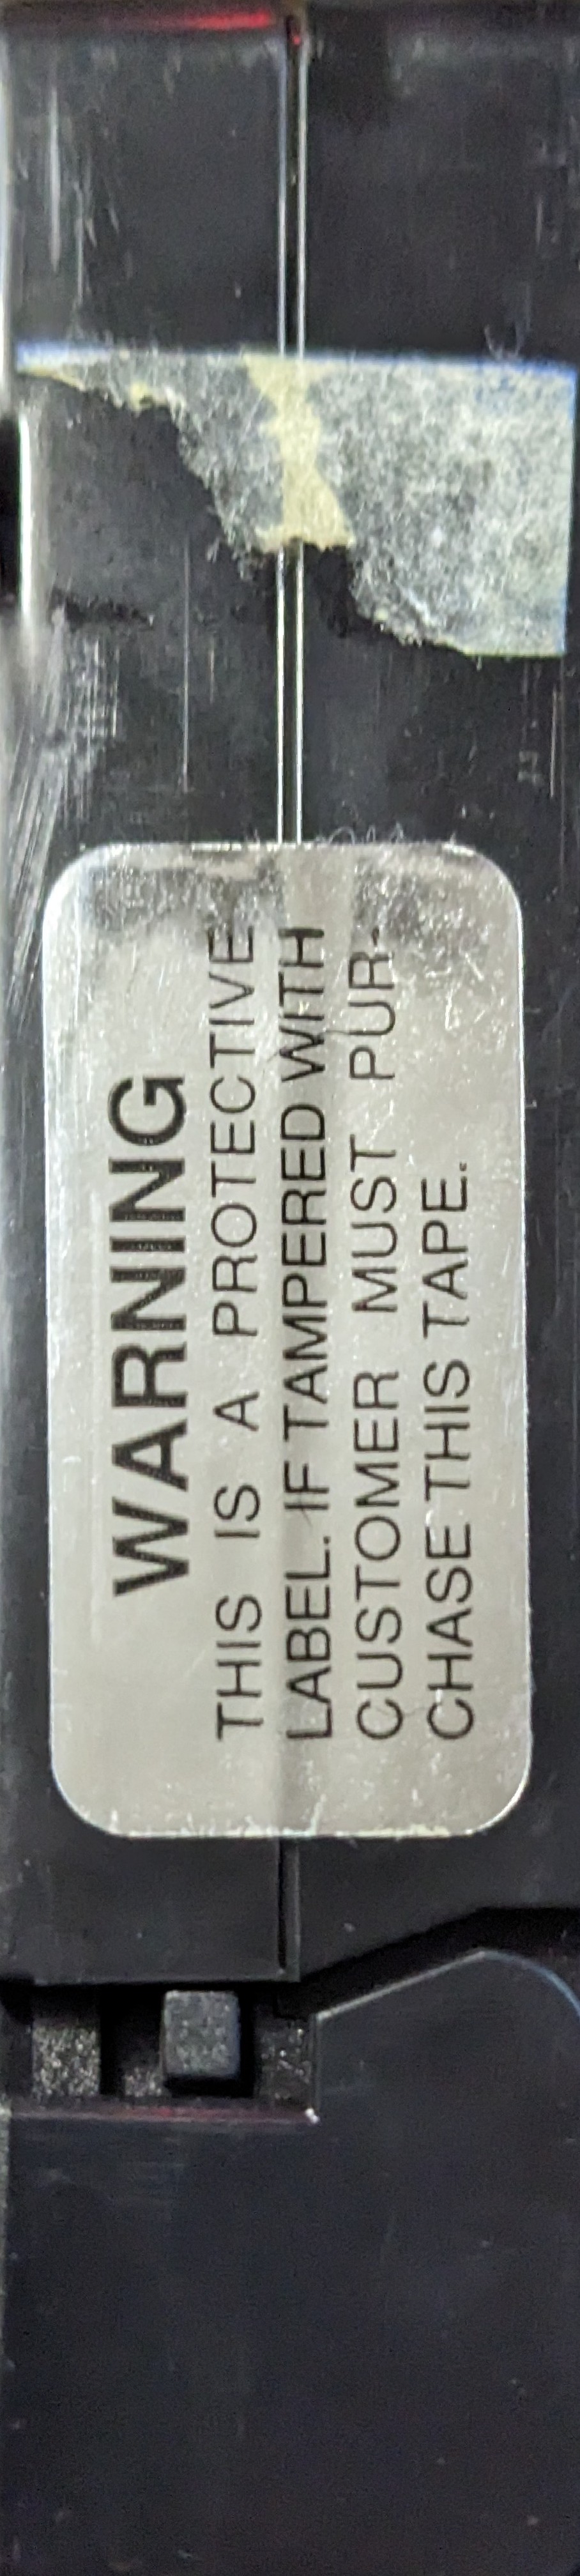 WARNING
THIS IS A PROTECTIVE
LABEL. IF TAMPERED WITH
CUSTOMER MUST PUR-
CHASE THIS TAPE.